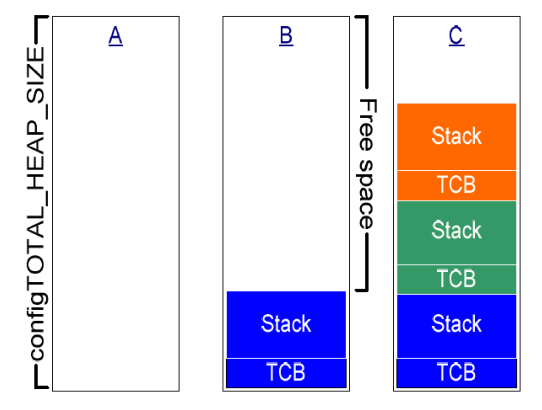 configTOTAL_HEAP_SIZE
A
B
Free space
Stack
TCB
C
Stack
TCB
Stack
TCB
Stack
TCB